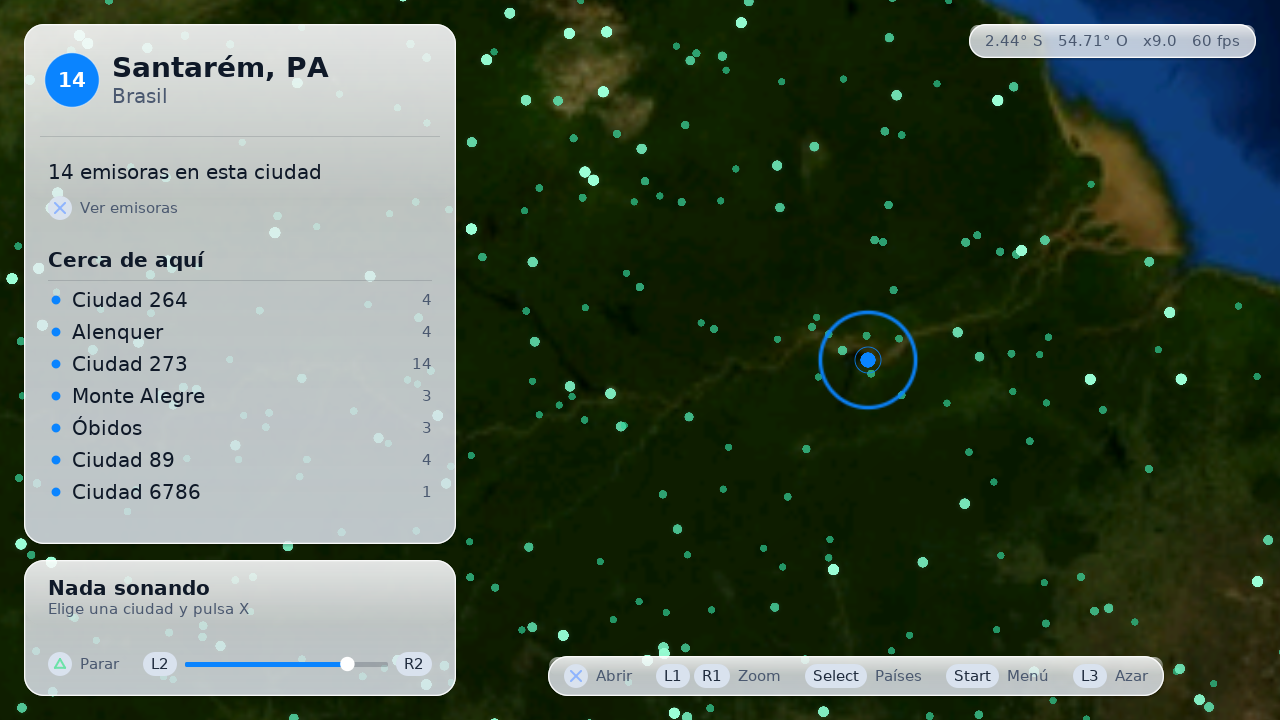 14
Santarém, PA
Brasil
14 emisoras en esta ciudad
Ver emisoras
Cerca de aquí
Ciudad 264 4
Alenquer 4
Ciudad 273 14
Monte Alegre 3
Óbidos 3
Ciudad 89 4
Ciudad 6786 1
Nada sonando
Elige una ciudad y pulsa X
Parar L2 R2
2.44° S 54.71° O x9.0 60 fps
Abrir L1 R1 Zoom Select Países Start Menú L3 Azar